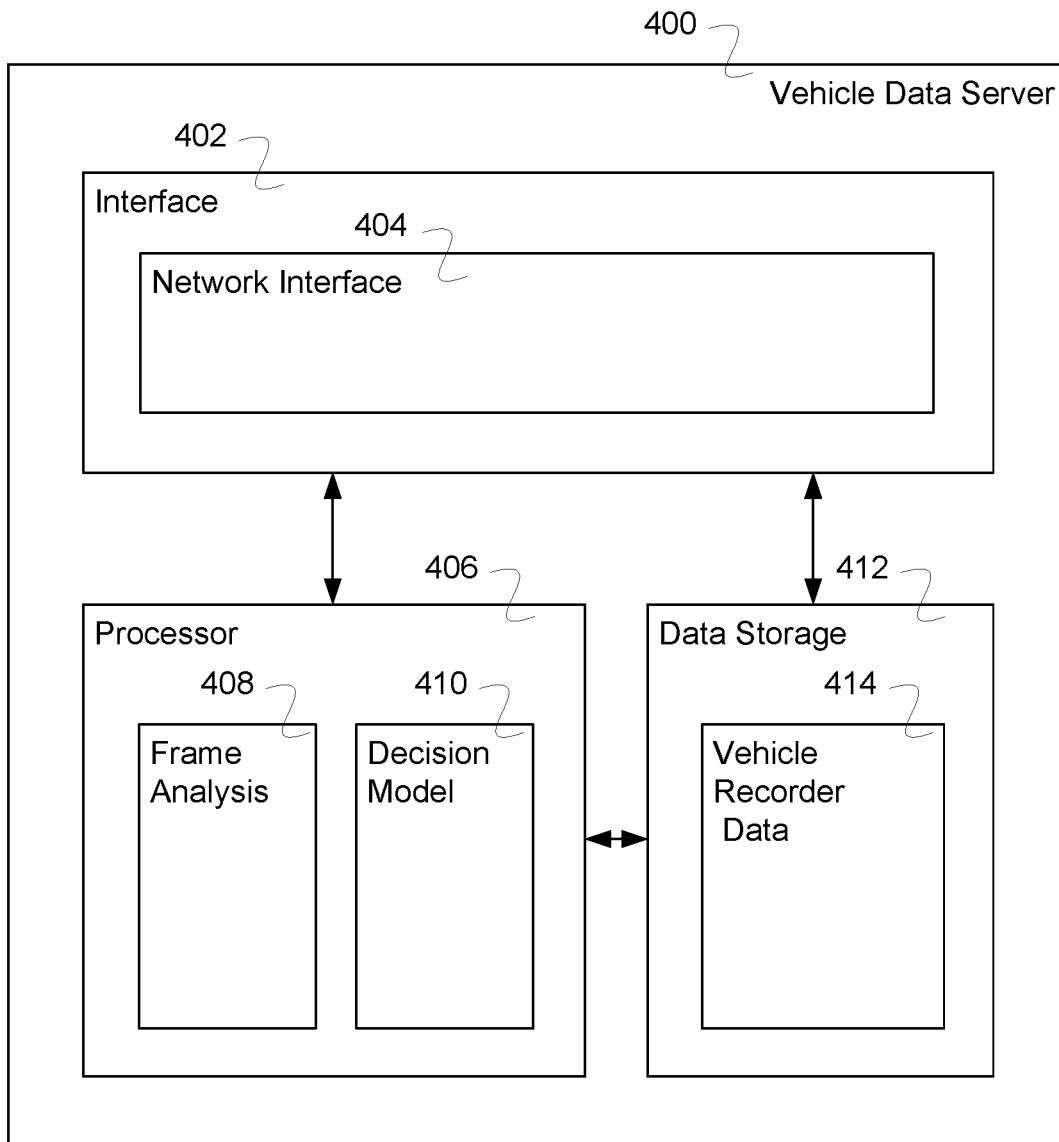 400
Vehicle Data Server
402
Interface
404
Network Interface
406
412
Processor
Data Storage
408
410
414
Frame
Analysis
Decision
Model
Vehicle
Recorder
Data